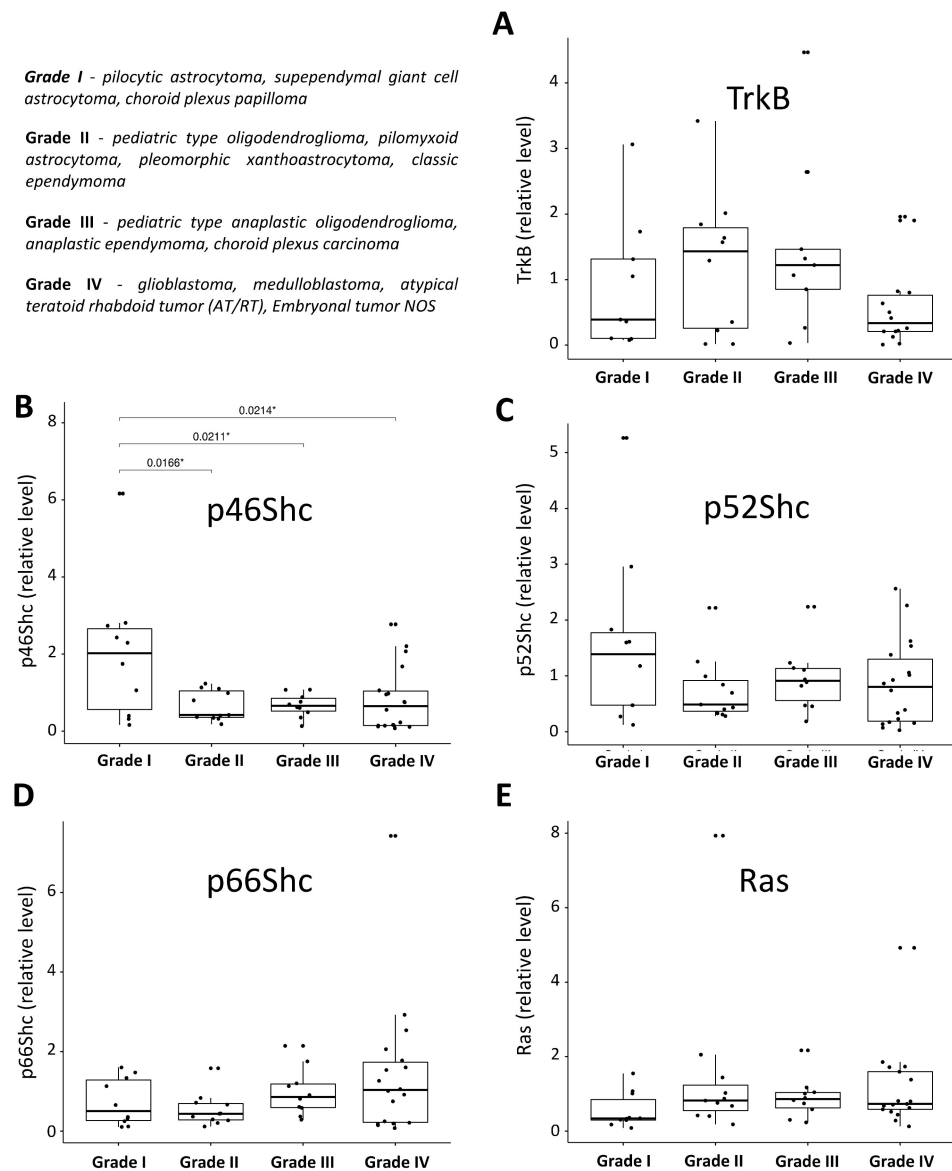 A
Grade I - pilocytic astrocytoma, supependymal giant cell
astrocytoma, choroid plexus papilloma
Grade II - pediatric type oligodendroglioma, pilomyxoid
astrocytoma, pleomorphic xanthoastrocytoma, classic
ependymoma
Grade III - pediatric type anaplastic oligodendroglioma,
anaplastic ependymoma, choroid plexus carcinoma
Grade IV - glioblastoma, medulloblastoma, atypical
teratoid rhabdoid tumor (AT/RT), Embryonal tumor NOS
TrkB
TrkB (relative level)
4
3
2
1
0
Grade I Grade II Grade III Grade IV
B
p46Shc
p46Shc (relative level)
8
6
4
2
0
0.0214*
0.0211*
0.0166*
Grade I Grade II Grade III Grade IV
C
p52Shc
p52Shc (relative level)
5
4
3
2
1
0
Grade I Grade II Grade III Grade IV
D
p66Shc
p66Shc (relative level)
6
4
2
0
Grade I Grade II Grade III Grade IV
E
Ras
Ras (relative level)
8
6
4
2
0
Grade I Grade II Grade III Grade IV